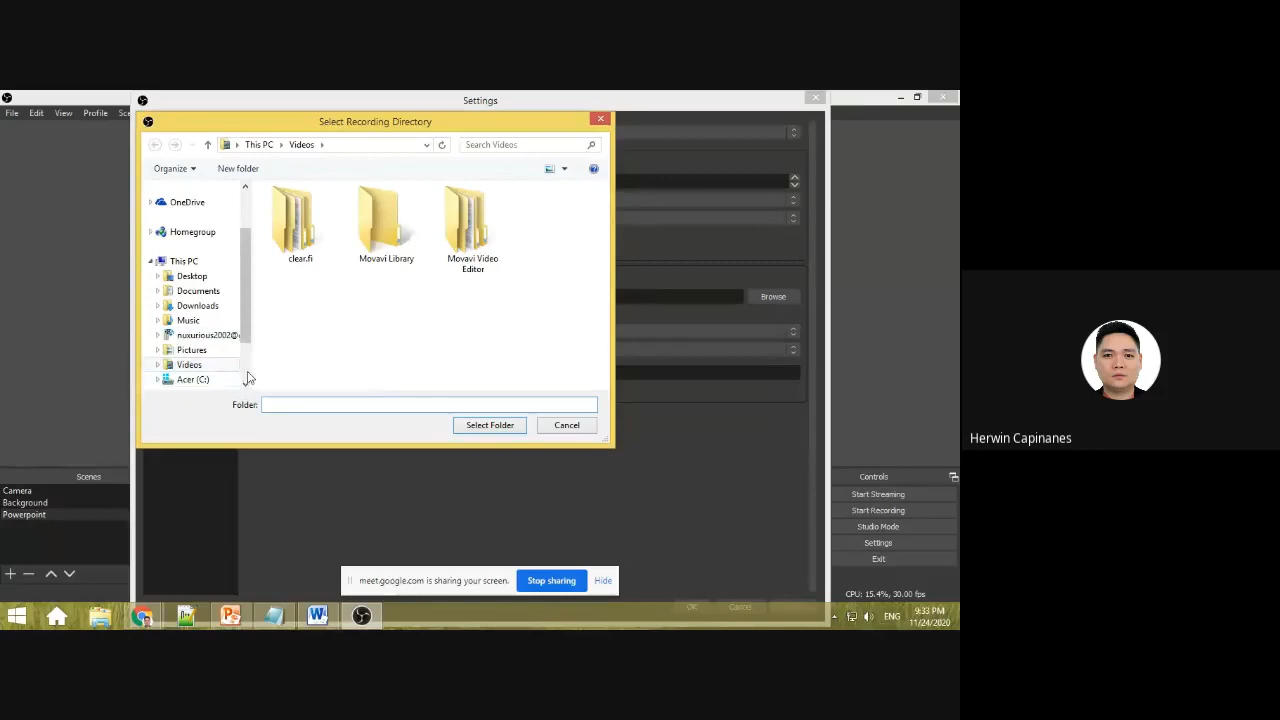 Settings
File Edit View Profile Sce
Select Recording Directory
This PC Videos
Search Videos
Organize New folder
OneDrive
Homegroup
This PC
Desktop
Documents
Downloads
Music
nuxurious2002@
Pictures
Videos
Acer (C:)
clear.fi
Movavi Library
Movavi Video
Editor
Folder:
Select Folder Cancel
Browse
Herwin Capinanes
Scenes
Camera
Background
Powerpoint
Controls
Start Streaming
Start Recording
Studio Mode
Settings
Exit
meet.google.com is sharing your screen. Stop sharing Hide
CPU: 15.4%, 30.00 fps
OK Cancel
ENG
9:33 PM
11/24/2020